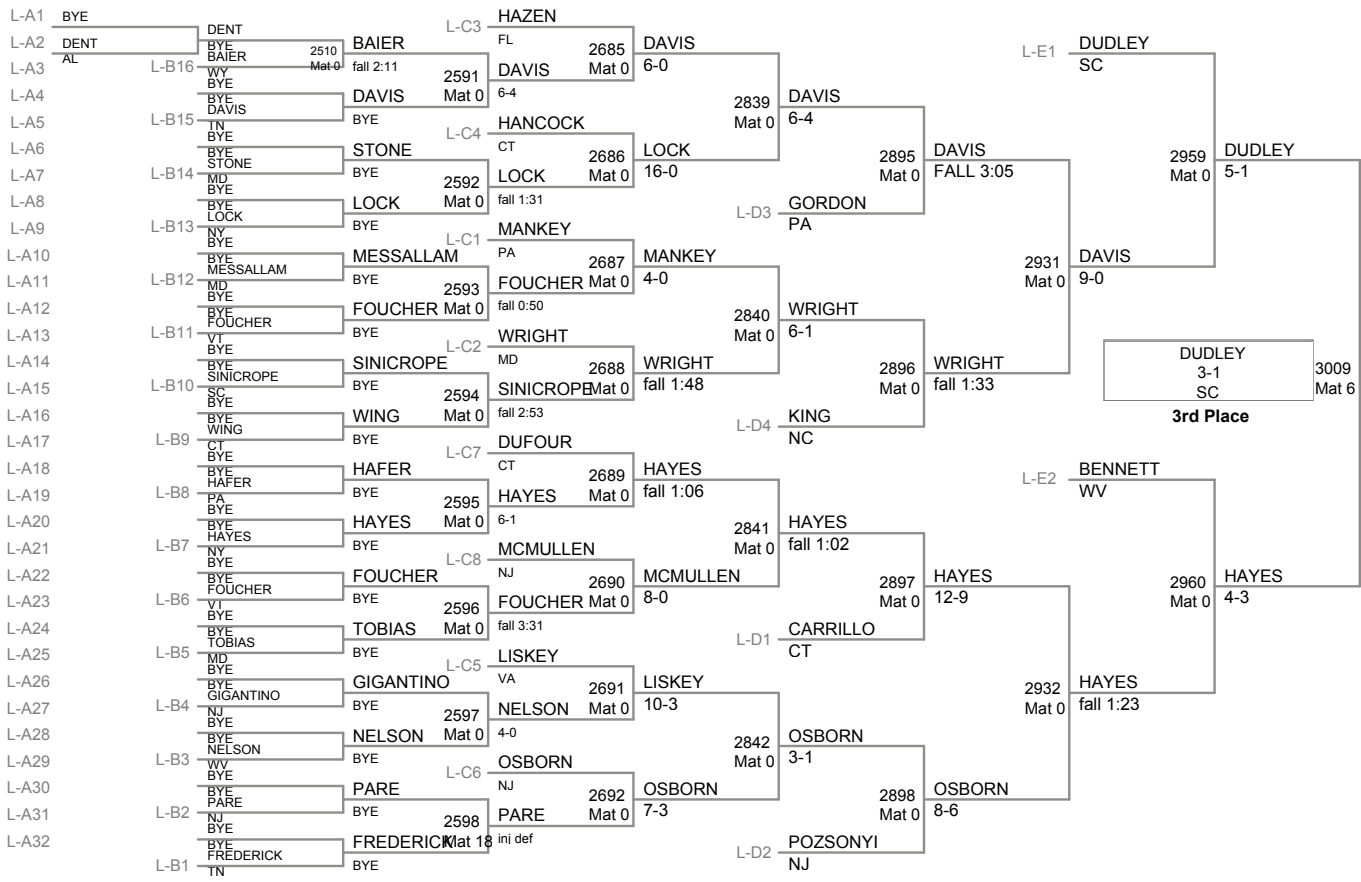 L-A1
L-A2
L-A3
L-A4
L-A5
L-A6
L-A7
L-A8
L-A9
L-A10
L-A11
L-A12
L-A13
L-A14
L-A15
L-A16
L-A17
L-A18
L-A19
L-A20
L-A21
L-A22
L-A23
L-A24
L-A25
L-A26
L-A27
L-A28
L-A29
L-A30
L-A31
L-A32
BYE
DENT
AL
DENT
BYE
L-B16 BAIER
WY
BYE
BYE
L-B15 DAVIS
TN
BYE
BYE
L-B14 STONE
MD
BYE
BYE
L-B13 LOCK
NY
BYE
BYE
L-B12 MESSALLAM
MD
BYE
BYE
L-B11 FOUCHER
VT
BYE
BYE
L-B10 SINICROPE
SC
BYE
BYE
L-B9 WING
CT
BYE
BYE
L-B8 HAFER
PA
BYE
BYE
L-B7 HAYES
NY
BYE
BYE
L-B6 FOUCHER
VT
BYE
BYE
L-B5 TOBIAS
MD
BYE
BYE
L-B4 GIGANTINO
NJ
BYE
BYE
L-B3 NELSON
WV
BYE
BYE
L-B2 PARE
NJ
BYE
BYE
L-B1 FREDERICK
TN
2510
Mat 0
BAIER
fall 2:11
DAVIS
BYE
STONE
BYE
LOCK
BYE
MESSALLAM
BYE
FOUCHER
BYE
SINICROPE
BYE
WING
BYE
HAFER
BYE
HAYES
BYE
FOUCHER
BYE
TOBIAS
BYE
GIGANTINO
BYE
NELSON
BYE
PARE
BYE
FREDERICK
BYE
2591
Mat 0
2592
Mat 0
2593
Mat 0
2594
Mat 0
2595
Mat 0
2596
Mat 0
2597
Mat 0
2598
Mat 18
L-C3 HAZEN
FL
DAVIS
6-4
L-C4 HANCOCK
CT
LOCK
fall 1:31
L-C1 MANKEY
PA
FOUCHER
fall 0:50
L-C2 WRIGHT
MD
SINICROPE
fall 2:53
L-C7 DUFOUR
CT
HAYES
6-1
L-C8 MCMULLEN
NJ
FOUCHER
fall 3:31
L-C5 LISKEY
VA
NELSON
4-0
L-C6 OSBORN
NJ
PARE
inj def
2685
Mat 0
2686
Mat 0
2687
Mat 0
2688
Mat 0
2689
Mat 0
2690
Mat 0
2691
Mat 0
2692
Mat 0
DAVIS
6-0
LOCK
16-0
MANKEY
4-0
WRIGHT
fall 1:48
HAYES
fall 1:06
MCMULLEN
8-0
LISKEY
10-3
OSBORN
7-3
2839
Mat 0
2840
Mat 0
2841
Mat 0
2842
Mat 0
DAVIS
6-4
L-D3 GORDON
PA
WRIGHT
6-1
L-D4 KING
NC
HAYES
fall 1:02
L-D1 CARRILLO
CT
OSBORN
3-1
L-D2 POZSONYI
NJ
2895
Mat 0
2896
Mat 0
2897
Mat 0
2898
Mat 0
DAVIS
FALL 3:05
WRIGHT
fall 1:33
HAYES
12-9
OSBORN
8-6
2931
Mat 0
2932
Mat 0
L-E1 DUDLEY
SC
DAVIS
9-0
L-E2 BENNETT
WV
HAYES
fall 1:23
2959
Mat 0
2960
Mat 0
DUDLEY
5-1
HAYES
4-3
DUDLEY
3-1
SC
3009
Mat 6
3rd Place